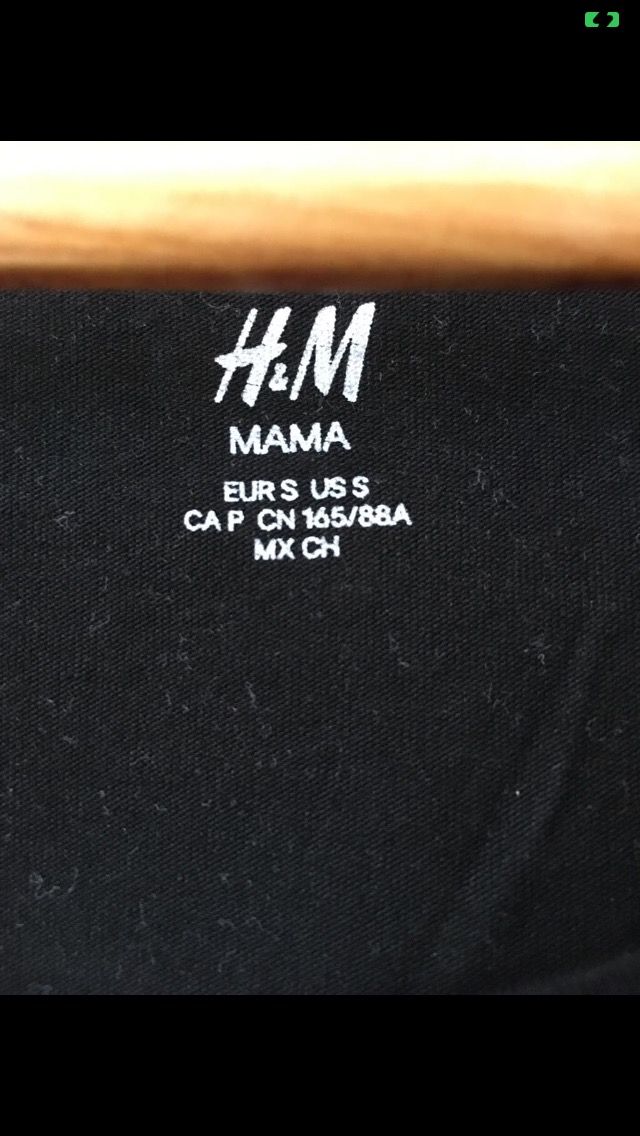 H&M
MAMA
EUR S US S
CA P CN 165/88A
MX CH